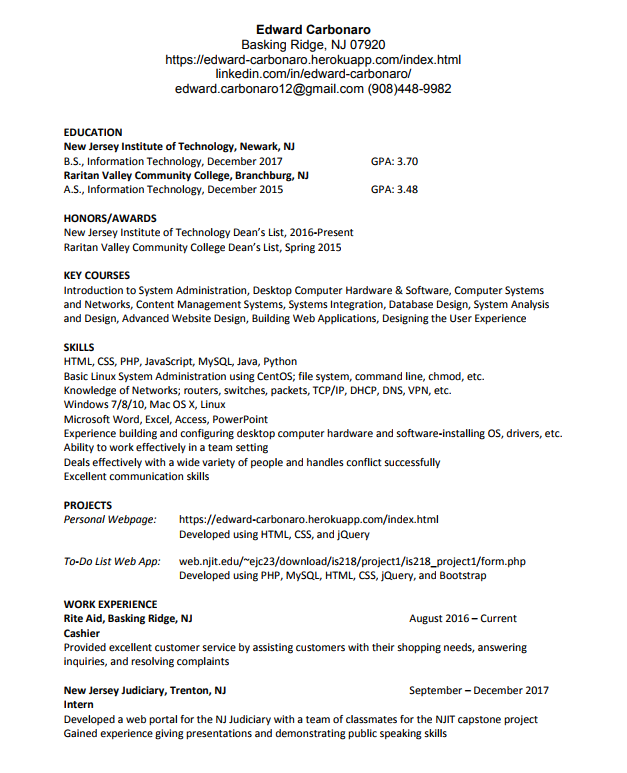 Edward Carbonaro
Basking Ridge, NJ 07920
https://edward-carbonaro.herokuapp.com/index.html
linkedin.com/in/edward-carbonaro/
edward.carbonaro12@gmail.com (908)448-9982
EDUCATION
New Jersey Institute of Technology, Newark, NJ
B.S., Information Technology, December 2017 GPA: 3.70
Raritan Valley Community College, Branchburg, NJ
A.S., Information Technology, December 2015 GPA: 3.48
HONORS/AWARDS
New Jersey Institute of Technology Dean's List, 2016-Present
Raritan Valley Community College Dean's List, Spring 2015
KEY COURSES
Introduction to System Administration, Desktop Computer Hardware & Software, Computer Systems
and Networks, Content Management Systems, Systems Integration, Database Design, System Analysis
and Design, Advanced Website Design, Building Web Applications, Designing the User Experience
SKILLS
HTML, CSS, PHP, JavaScript, MySQL, Java, Python
Basic Linux System Administration using CentOS; file system, command line, chmod, etc.
Knowledge of Networks; routers, switches, packets, TCP/IP, DHCP, DNS, VPN, etc.
Windows 7/8/10, Mac OS X, Linux
Microsoft Word, Excel, Access, PowerPoint
Experience building and configuring desktop computer hardware and software-installing OS, drivers, etc.
Ability to work effectively in a team setting
Deals effectively with a wide variety of people and handles conflict successfully
Excellent communication skills
PROJECTS
Personal Webpage: https://edward-carbonaro.herokuapp.com/index.html
Developed using HTML, CSS, and jQuery
To-Do List Web App: web.njit.edu/~ejc23/download/is218/project1/is218_project1/form.php
Developed using PHP, MySQL, HTML, CSS, jQuery, and Bootstrap
WORK EXPERIENCE
Rite Aid, Basking Ridge, NJ August 2016 – Current
Cashier
Provided excellent customer service by assisting customers with their shopping needs, answering
inquiries, and resolving complaints
New Jersey Judiciary, Trenton, NJ September – December 2017
Intern
Developed a web portal for the NJ Judiciary with a team of classmates for the NJIT capstone project
Gained experience giving presentations and demonstrating public speaking skills